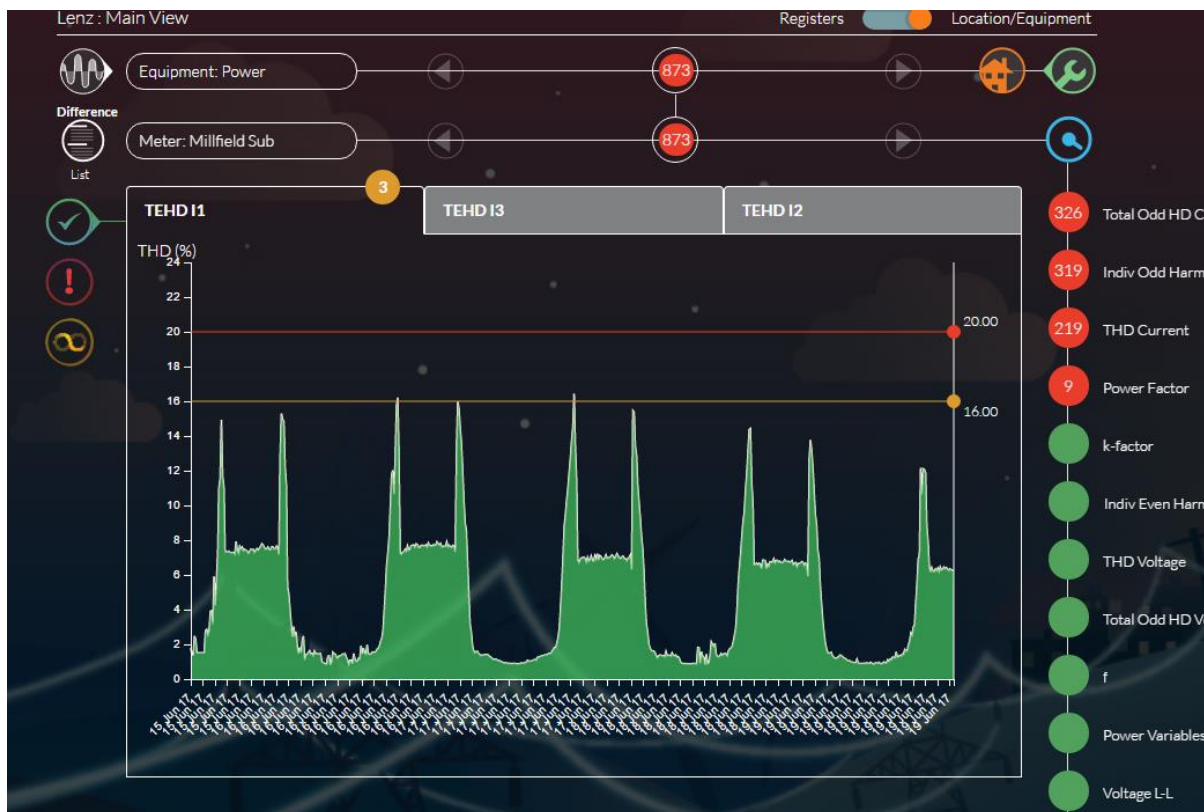 Lenz : Main View
Registers
Location/Equipment
Equipment: Power
873
Difference
Meter: Millfield Sub
873
List
3
TEHD I1
TEHD I3
TEHD I2
THD (%)
24
22
20
18
16
14
12
10
8
6
4
2
0
20.00
16.00
326
Total Odd HD C
319
Indiv Odd Harm
219
THD Current
9
Power Factor
k-factor
Indiv Even Harm
THD Voltage
Total Odd HD V
f
Power Variables
Voltage L-L